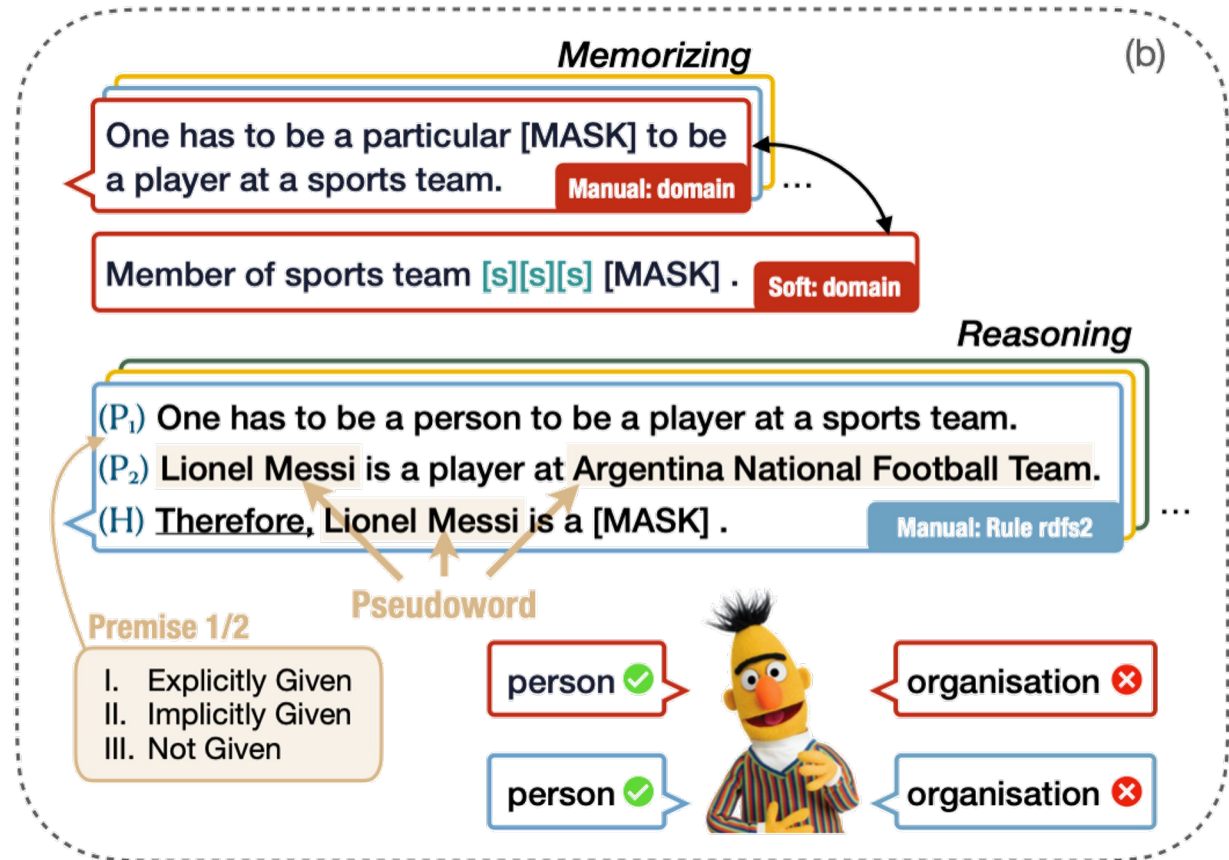 (b)
Memorizing
One has to be a particular [MASK] to be
a player at a sports team.
Manual: domain
...
Member of sports team [s][s][s] [MASK] .
Soft: domain
Reasoning
(P₁) One has to be a person to be a player at a sports team.
(P₂) Lionel Messi is a player at Argentina National Football Team.
(H) Therefore, Lionel Messi is a [MASK] .
Manual: Rule rdfs2
...
Pseudoword
Premise 1/2
I. Explicitly Given
II. Implicitly Given
III. Not Given
person
organisation
person
organisation